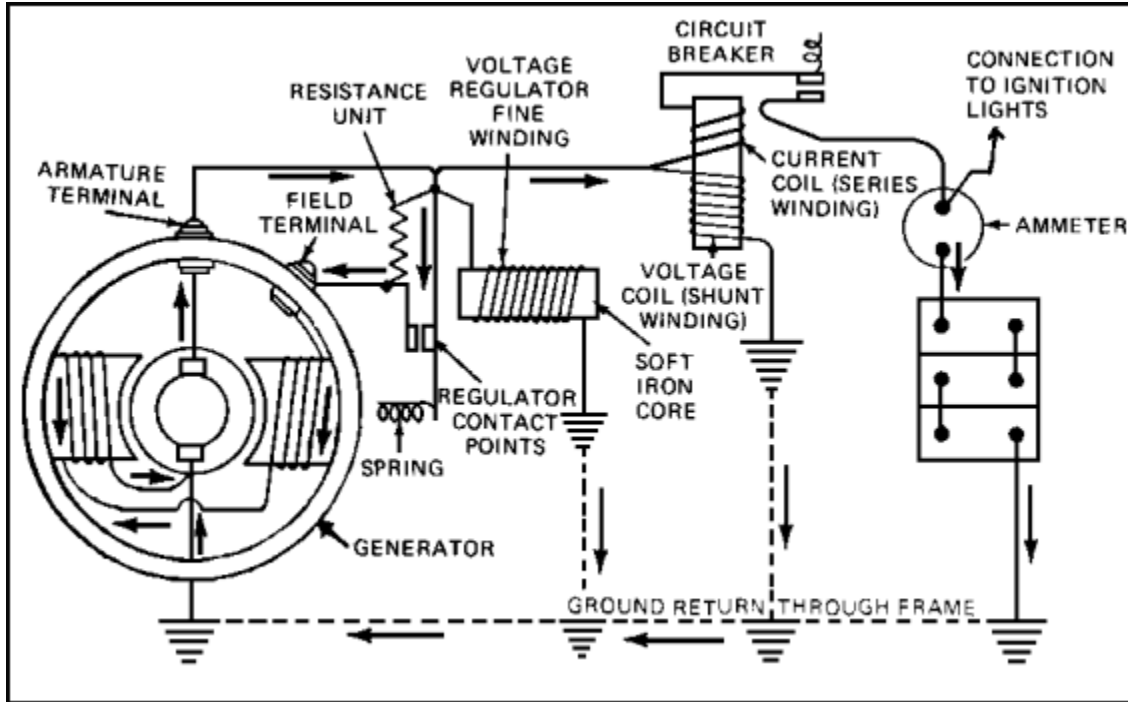 CIRCUIT
BREAKER
CONNECTION
TO IGNITION
LIGHTS
VOLTAGE
REGULATOR
FINE
WINDING
RESISTANCE
UNIT
ARMATURE
TERMINAL
FIELD
TERMINAL
CURRENT
COIL (SERIES
WINDING)
AMMETER
VOLTAGE
COIL (SHUNT
WINDING)
SOFT
IRON
CORE
REGULATOR
CONTACT
POINTS
SPRING
GENERATOR
GROUND RETURN THROUGH FRAME